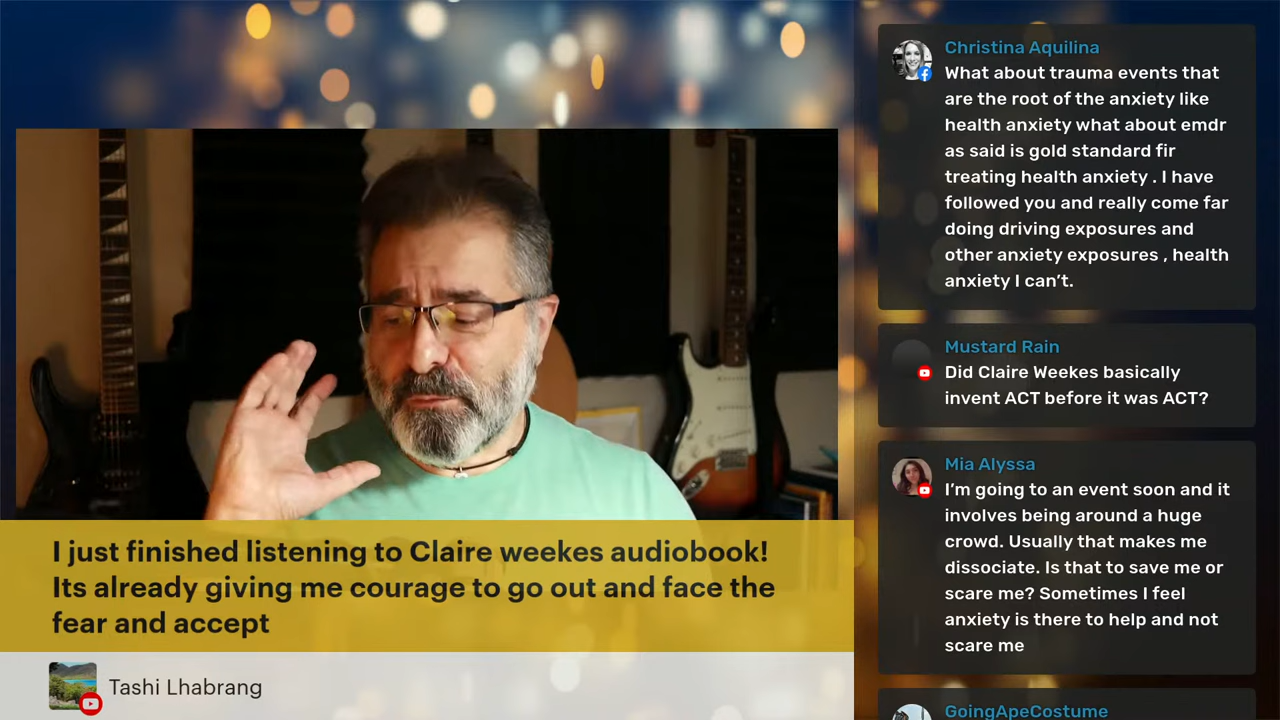 I just finished listening to Claire weekes audiobook!
Its already giving me courage to go out and face the
fear and accept
Tashi Lhabrang
Christina Aquilina
What about trauma events that
are the root of the anxiety like
health anxiety what about emdr
as said is gold standard fir
treating health anxiety . I have
followed you and really come far
doing driving exposures and
other anxiety exposures , health
anxiety I can’t.
Mustard Rain
Did Claire Weekes basically
invent ACT before it was ACT?
Mia Alyssa
I’m going to an event soon and it
involves being around a huge
crowd. Usually that makes me
dissociate. Is that to save me or
scare me? Sometimes I feel
anxiety is there to help and not
scare me
GoingApeCostume